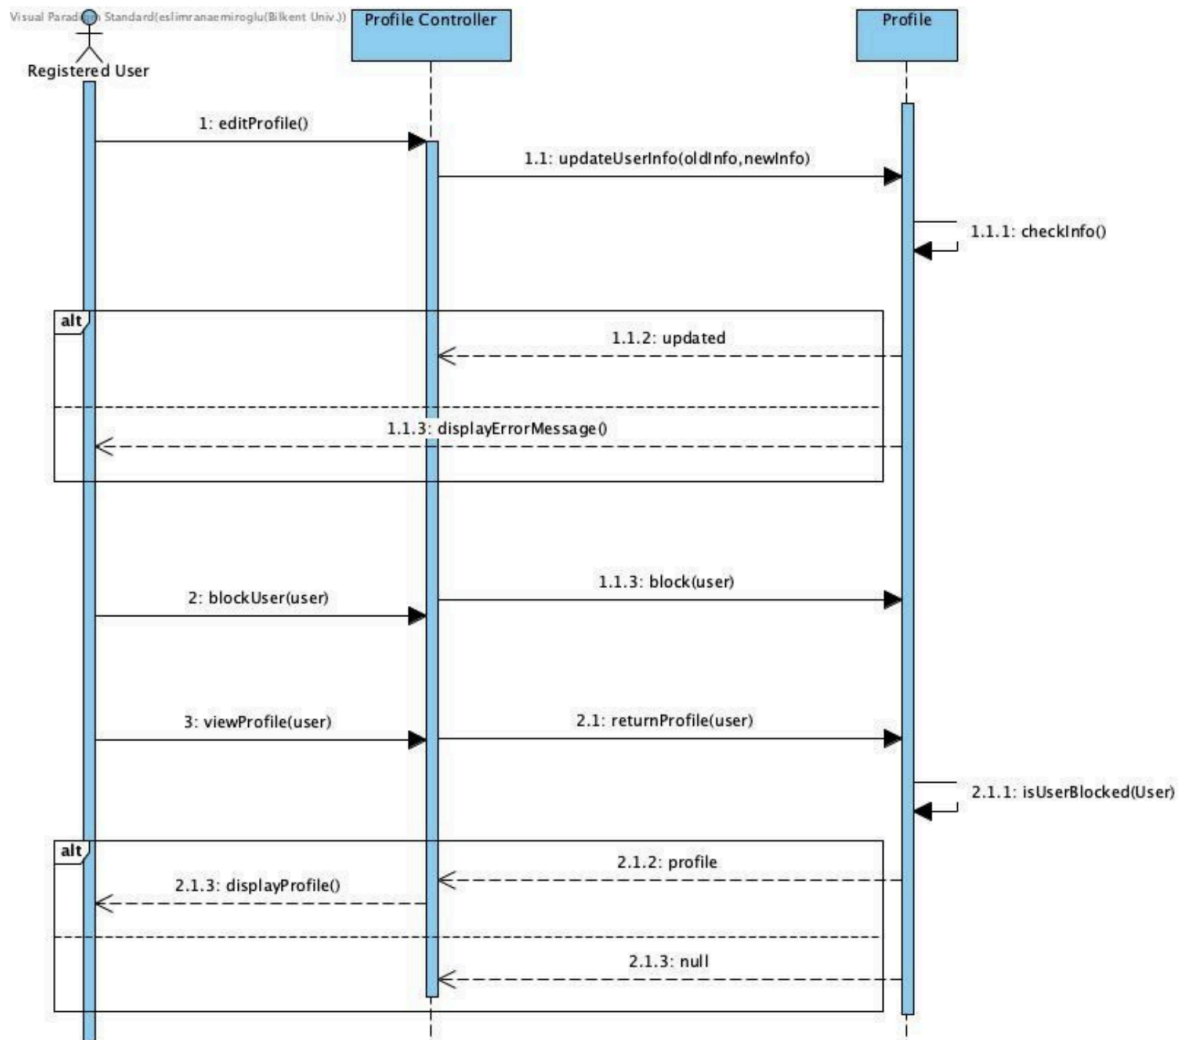 Visual Paradigm Standard(eslimranaemiroglu(Bilkent Univ.))
Profile Controller
Profile
Registered User
1: editProfile()
1.1: updateUserInfo(oldInfo,newInfo)
1.1.1: checkInfo()
alt
1.1.2: updated
1.1.3: displayErrorMessage()
1.1.3: block(user)
2: blockUser(user)
3: viewProfile(user)
2.1: returnProfile(user)
2.1.1: isUserBlocked(User)
alt
2.1.2: profile
2.1.3: displayProfile()
2.1.3: null